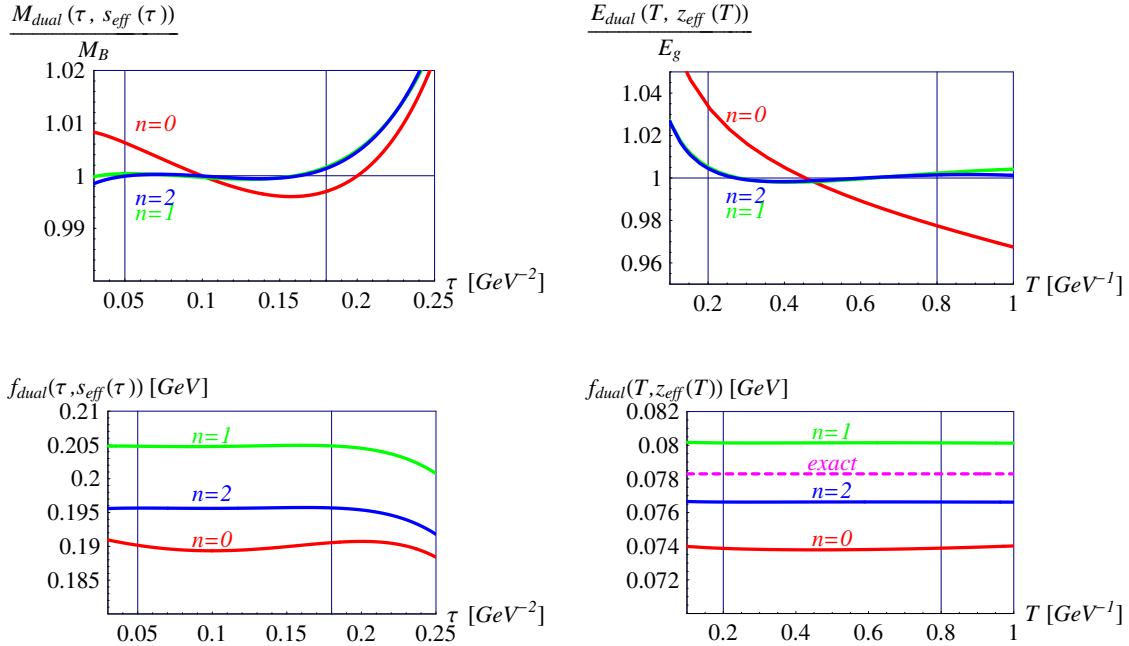 M_dual (τ, s_eff (τ))
M_B
1.02
1.01
1
0.99
n=0
n=2
n=1
0.05 0.1 0.15 0.2 0.25
τ [GeV⁻²]
E_dual (T, z_eff (T))
E_g
1.04
1.02
1
0.98
0.96
n=0
n=2
n=1
0.2 0.4 0.6 0.8 1
T [GeV⁻¹]
f_dual(τ,s_eff(τ)) [GeV]
0.21
0.205
0.2
0.195
0.19
0.185
n=1
n=2
n=0
0.05 0.1 0.15 0.2 0.25
τ [GeV⁻²]
f_dual(T,z_eff(T)) [GeV]
0.082
0.08
0.078
0.076
0.074
0.072
n=1
exact
n=2
n=0
0.2 0.4 0.6 0.8 1
T [GeV⁻¹]